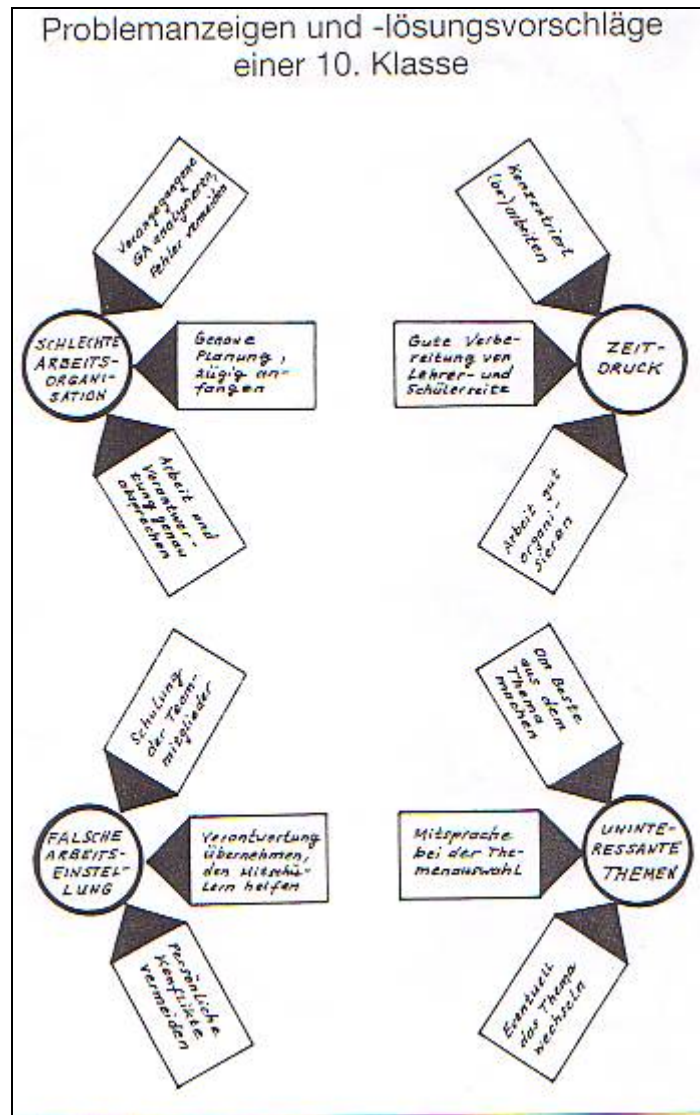 Problemanzeigen und -lösungsvorschläge
einer 10. Klasse
Vorangegangene
GA analysieren,
Fehler vermeiden
SCHLECHTE
ARBEITS-
ORGANI-
SATION
Genaue
Planung,
zügig an-
fangen
Arbeit und
Verantwor-
tung genau
absprechen
Konzentriert
(be)arbeiten
Gute Vorbe-
reitung von
Lehrer- und
Schülerseite
ZEIT-
DRUCK
Arbeit gut
organi-
sieren
Schulung
der Team-
mitglieder
FALSCHE
ARBEITS-
EINSTEL-
LUNG
Verantwortung
übernehmen,
den Mitschü-
lern helfen
Persönliche
Konflikte
vermeiden
Beste
aus dem
Thema
machen
Mitsprache
bei der The-
menauswahl
UNINTE-
RESSANTE
THEMEN
Eventuell
das Thema
wechseln